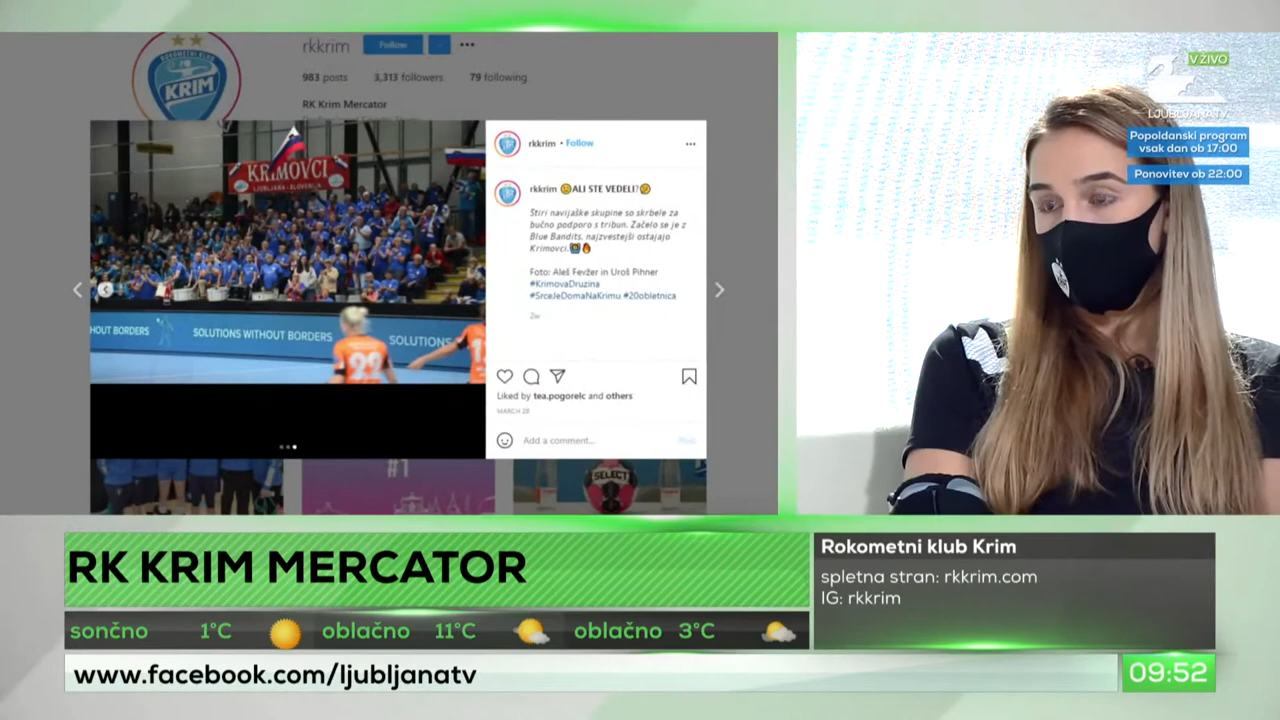 ROKOMETNI KLUB
KRIM
rkkrim
Follow
983 posts
3,313 followers
79 following
RK Krim Mercator
KRIMOVCI
LJUBLJANA - SLOVENIJA
HOUT BORDERS
SOLUTIONS WITHOUT BORDERS
SOLUTIONS
22
rkkrim • Follow
rkkrim 🤔ALI STE VEDELI?🤔
Štiri navijaške skupine so skrbele za
bučno podporo s tribun. Začelo se je z
Blue Bandits, najzvestejši ostajajo
Krimovci.
Foto: Aleš Fevžer in Uroš Pihner
#KrimovaDruzina
#SrceJeDomaNaKrimu #20obletnica
2w
Liked by tea.pogorelc and others
MARCH 28
Add a comment...
Post
#1
SELECT
V ŽIVO
LJUBLJANA.TV
Popoldanski program
vsak dan ob 17:00
Ponovitev ob 22:00
RK KRIM MERCATOR
Rokometni klub Krim
spletna stran: rkkrim.com
IG: rkkrim
sončno 1°C oblačno 11°C oblačno 3°C
www.facebook.com/ljubljanatv
09:52